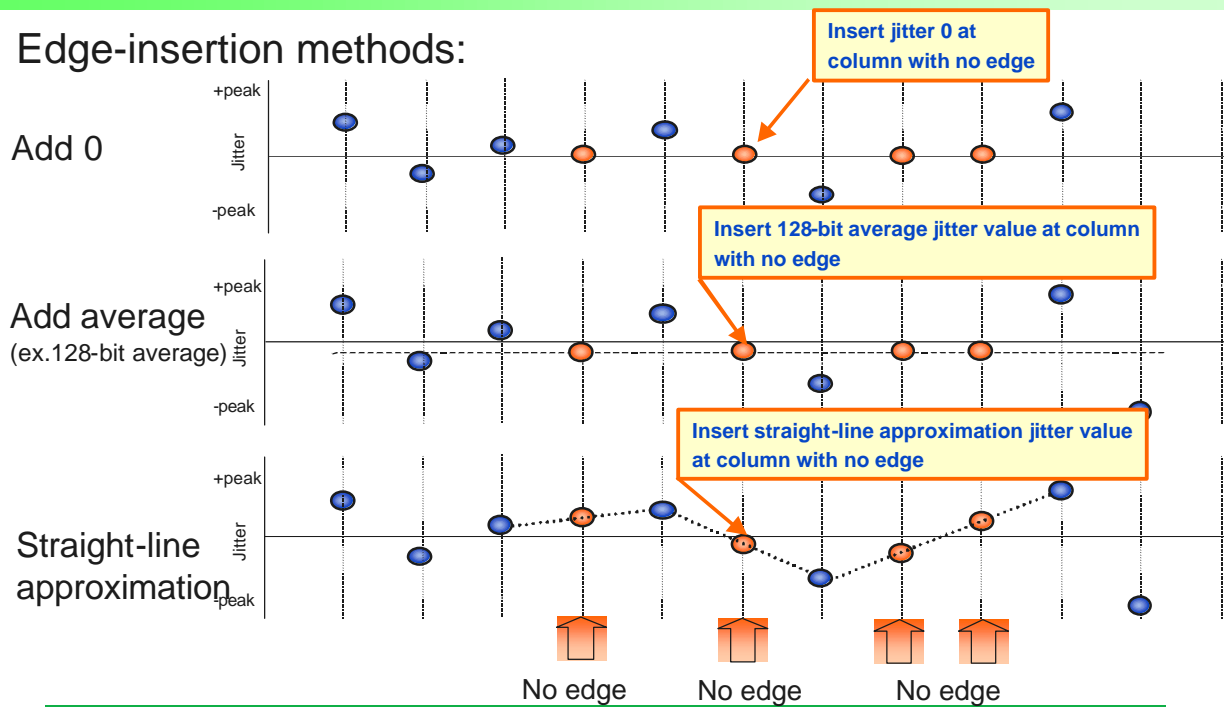 Edge-insertion methods:
Insert jitter 0 at
column with no edge
Add 0
+peak
Jitter
-peak
Insert 128-bit average jitter value at column
with no edge
Add average
(ex.128-bit average)
+peak
Jitter
-peak
Insert straight-line approximation jitter value
at column with no edge
Straight-line
approximation
+peak
Jitter
-peak
No edge
No edge
No edge